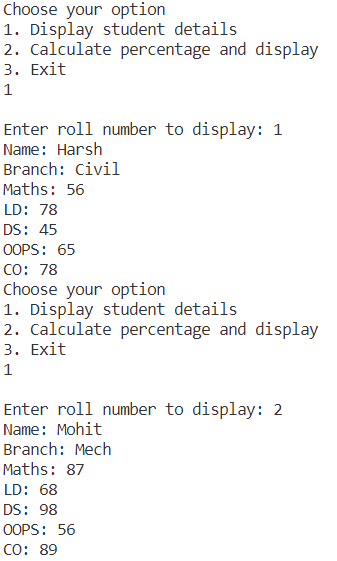 Choose your option
1. Display student details
2. Calculate percentage and display
3. Exit
1

Enter roll number to display: 1
Name: Harsh
Branch: Civil
Maths: 56
LD: 78
DS: 45
OOPS: 65
CO: 78
Choose your option
1. Display student details
2. Calculate percentage and display
3. Exit
1

Enter roll number to display: 2
Name: Mohit
Branch: Mech
Maths: 87
LD: 68
DS: 98
OOPS: 56
CO: 89